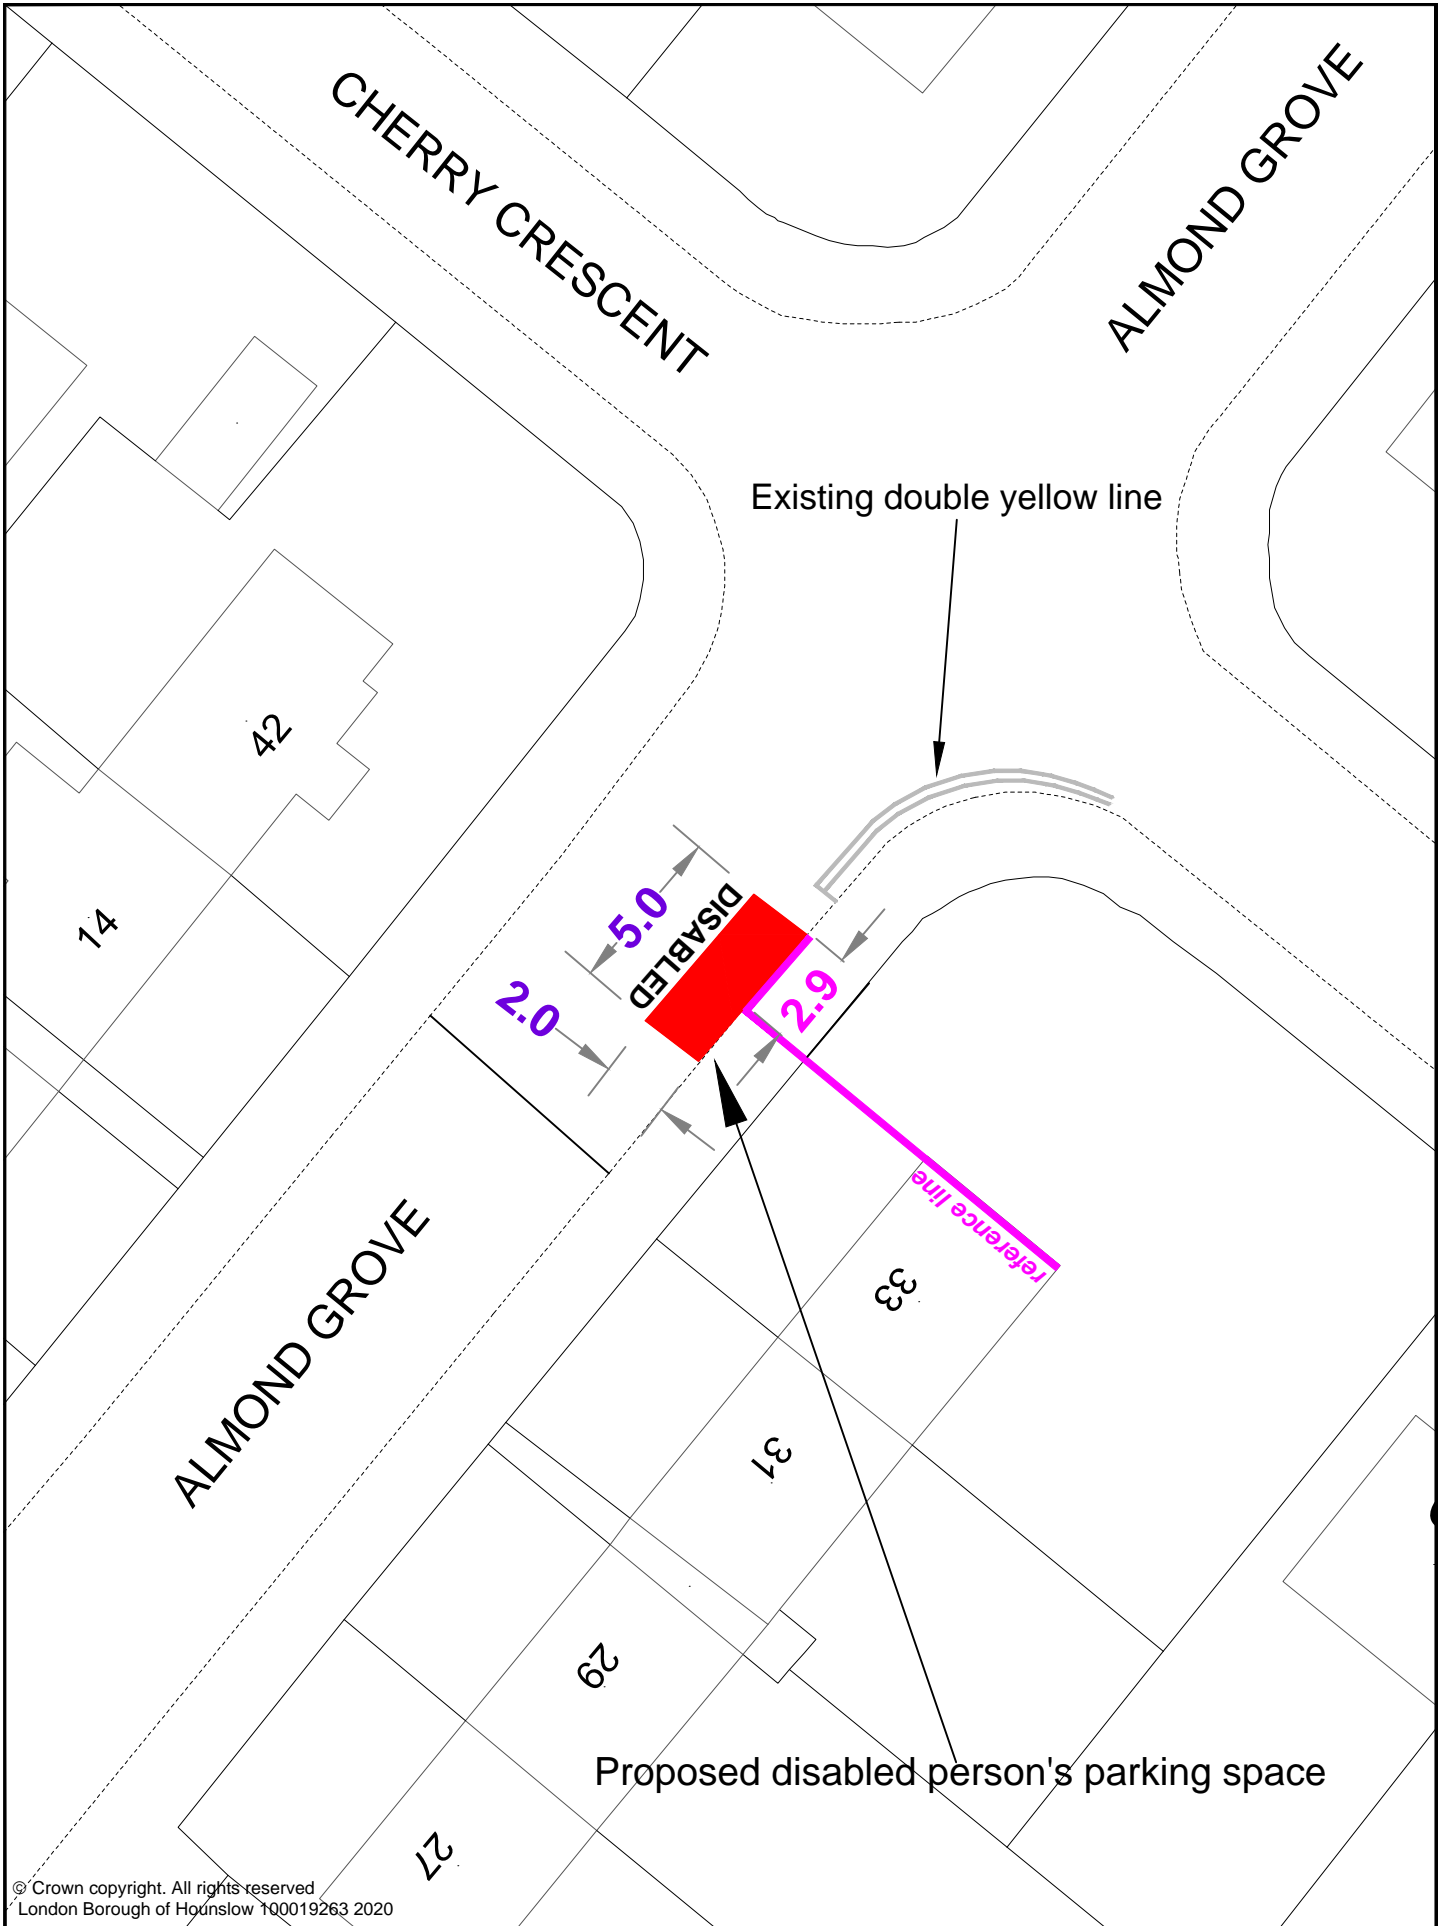 CHERRY CRESCENT
ALMOND GROVE
Existing double yellow line
42
14
5.0
DISABLED
2.0
2.9
reference line
33
ALMOND GROVE
31
29
Proposed disabled person's parking space
27
© Crown copyright. All rights reserved
London Borough of Hounslow 100019263 2020